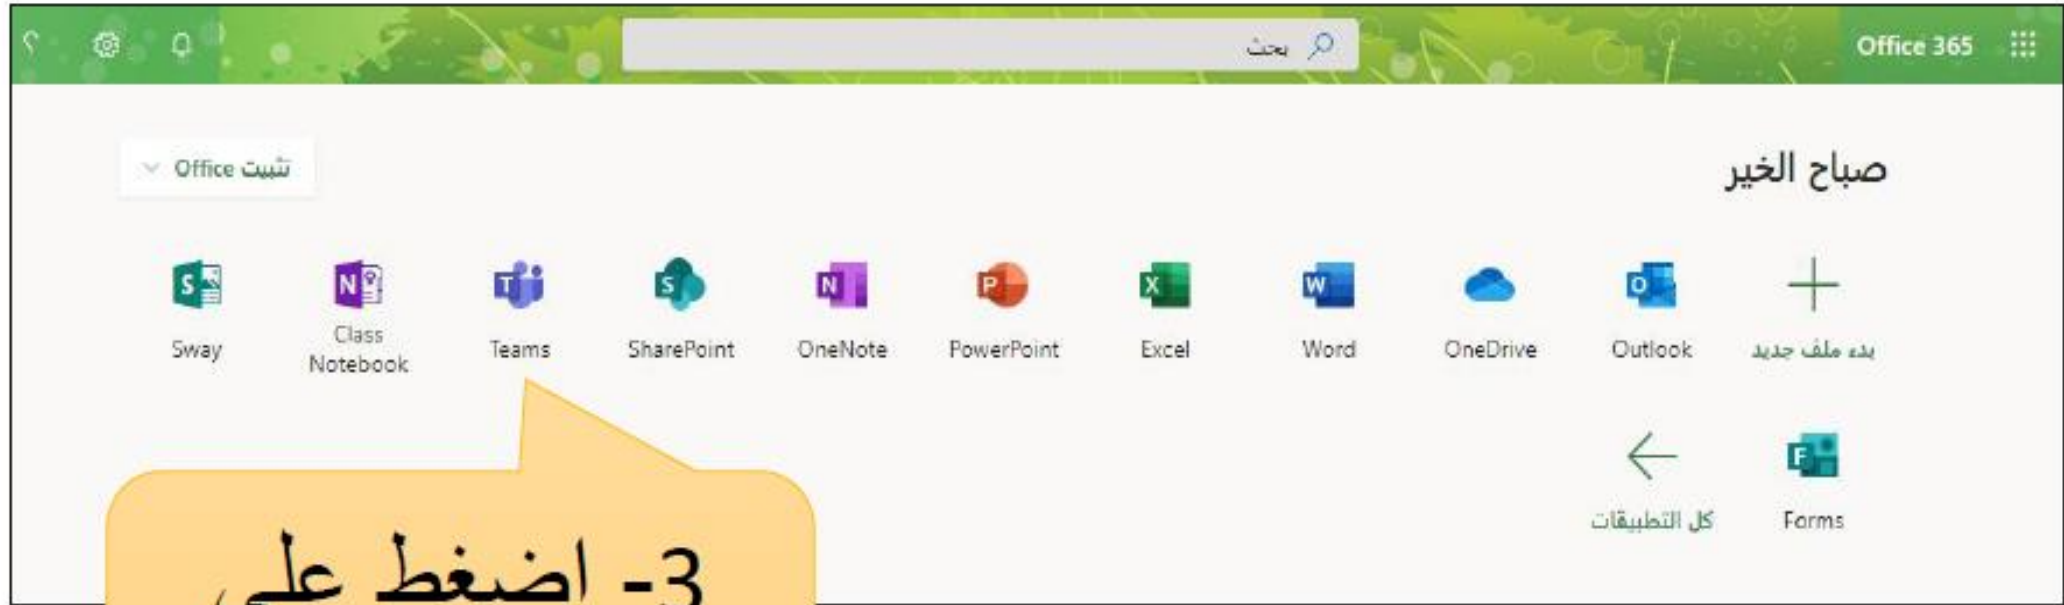 Office 365
بحث
؟
صباح الخير
تثبيت Office
بدء ملف جديد
Outlook
OneDrive
Word
Excel
PowerPoint
OneNote
SharePoint
Teams
Class
Notebook
Sway
Forms
كل التطبيقات
3- اضغط على